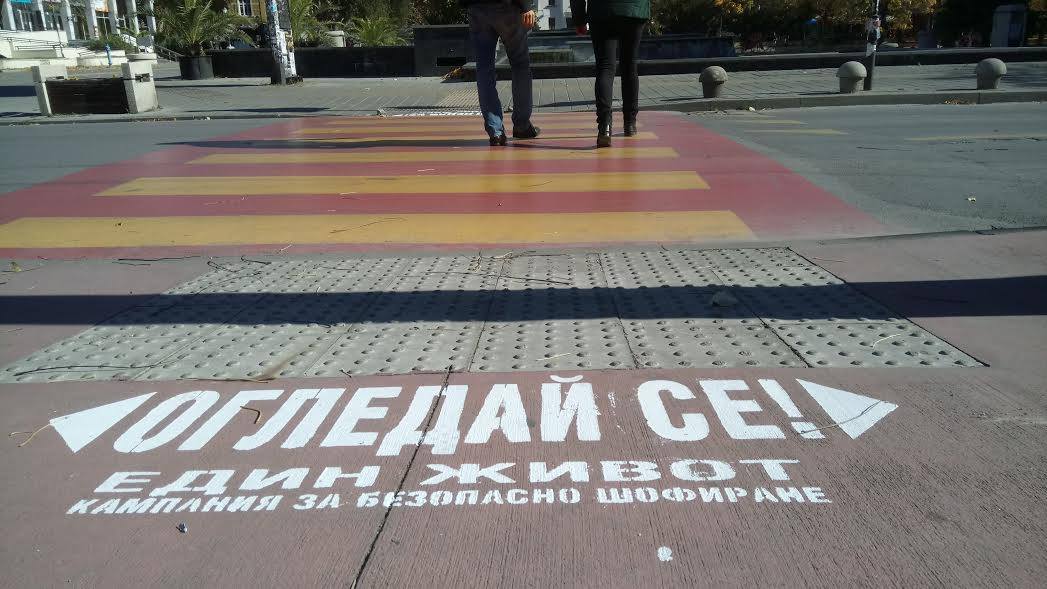 ОГЛЕДАЙ СЕ!
ЕДИН ЖИВОТ
КАМПАНИЯ ЗА БЕЗОПАСНО ШОФИРАНЕ